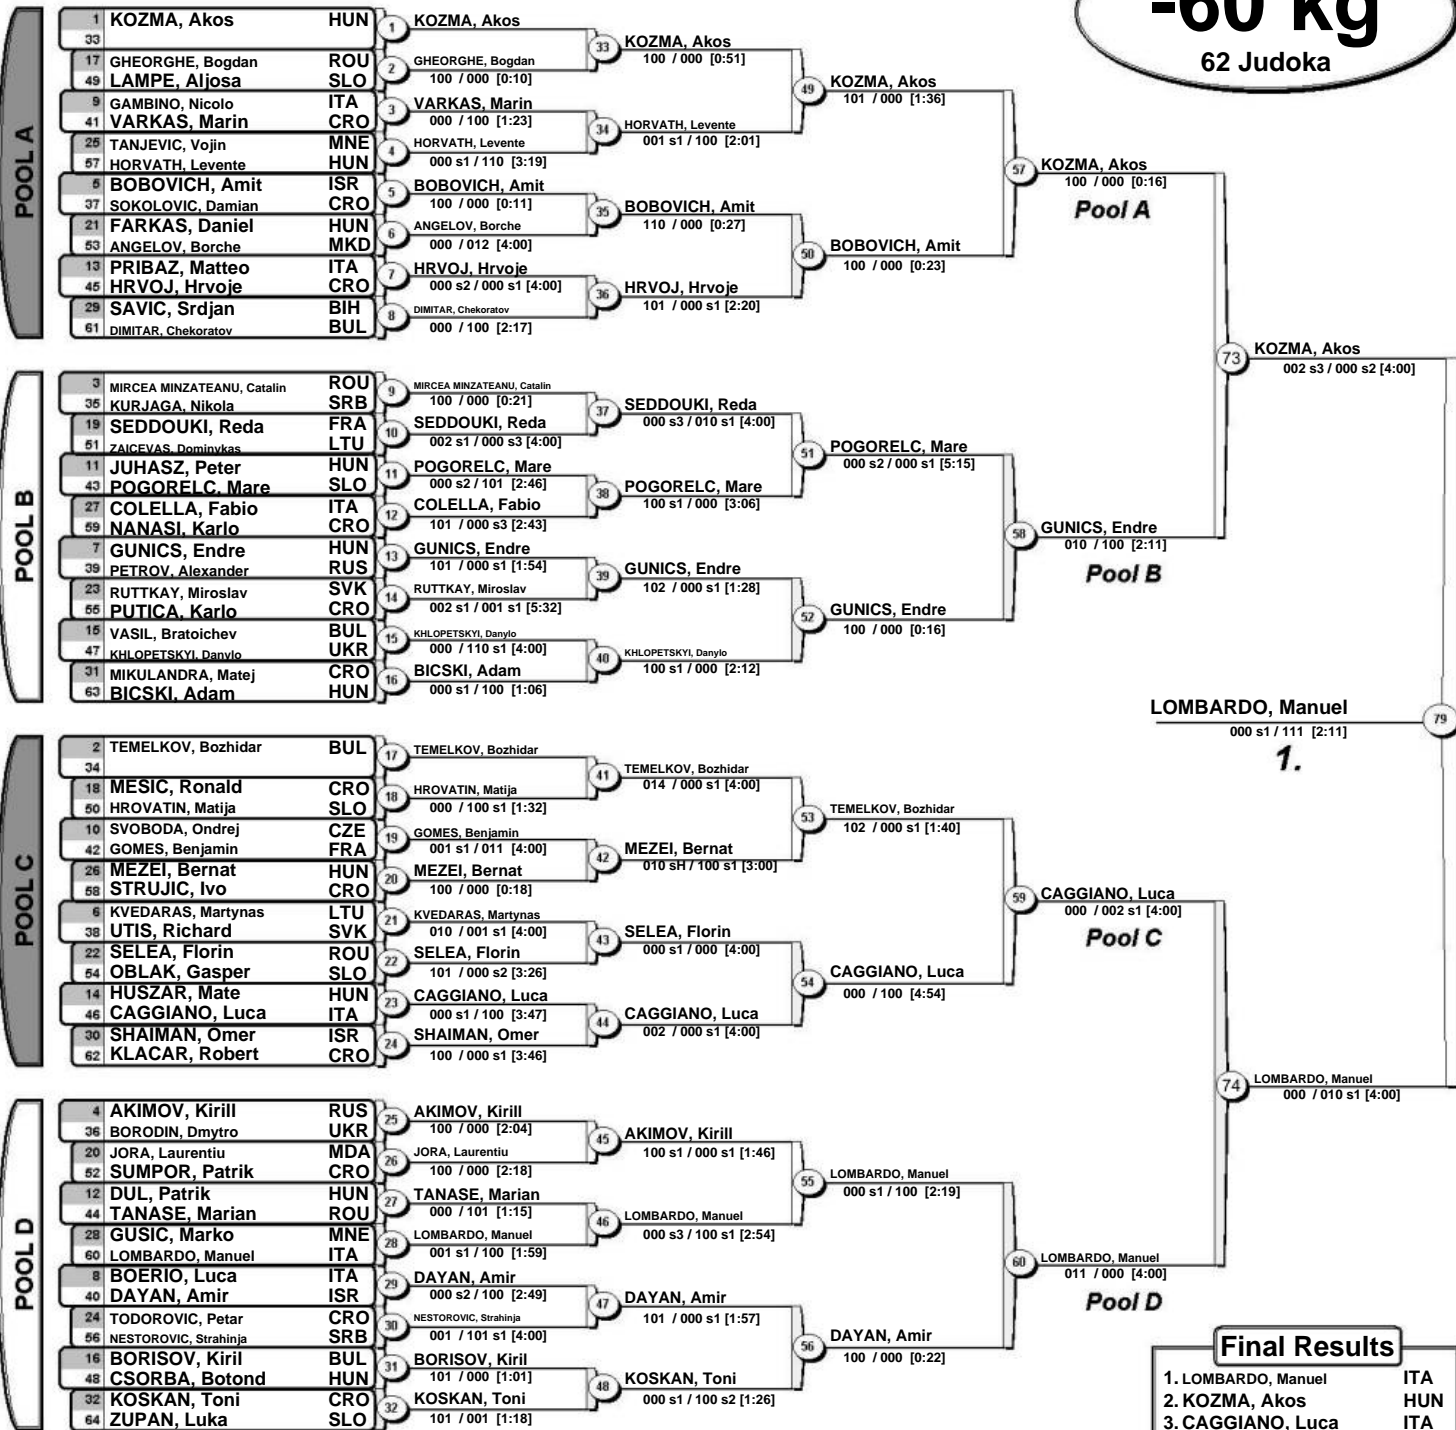 -60 kg
62 Judoka
POOL A
1 KOZMA, Akos HUN
33
17 GHEORGHE, Bogdan ROU
49 LAMPE, Aljosa SLO
9 GAMBINO, Nicolo ITA
41 VARKAS, Marin CRO
25 TANJEVIC, Vojin MNE
57 HORVATH, Levente HUN
5 BOBOVICH, Amit ISR
37 SOKOLOVIC, Damian CRO
21 FARKAS, Daniel HUN
53 ANGELOV, Borche MKD
13 PRIBAZ, Matteo ITA
45 HRVOJ, Hrvoje CRO
29 SAVIC, Srdjan BIH
61 DIMITAR, Chekoratov BUL
1 KOZMA, Akos
2 GHEORGHE, Bogdan
100 / 000 [0:10]
3 VARKAS, Marin
000 / 100 [1:23]
4 HORVATH, Levente
000 s1 / 110 [3:19]
5 BOBOVICH, Amit
100 / 000 [0:11]
6 ANGELOV, Borche
000 / 012 [4:00]
7 HRVOJ, Hrvoje
000 s2 / 000 s1 [4:00]
8 DIMITAR, Chekoratov
000 / 100 [2:17]
33 KOZMA, Akos
100 / 000 [0:51]
34 HORVATH, Levente
001 s1 / 100 [2:01]
35 BOBOVICH, Amit
110 / 000 [0:27]
36 HRVOJ, Hrvoje
101 / 000 s1 [2:20]
49 KOZMA, Akos
101 / 000 [1:36]
50 BOBOVICH, Amit
100 / 000 [0:23]
57 KOZMA, Akos
100 / 000 [0:16]
Pool A
POOL B
3 MIRCEA MINZATEANU, Catalin ROU
35 KURJAGA, Nikola SRB
19 SEDDOUKI, Reda FRA
51 ZAICEVAS, Dominykas LTU
11 JUHASZ, Peter HUN
43 POGORELC, Mare SLO
27 COLELLA, Fabio ITA
59 NANASI, Karlo CRO
7 GUNICS, Endre HUN
39 PETROV, Alexander RUS
23 RUTTKAY, Miroslav SVK
55 PUTICA, Karlo CRO
15 VASIL, Bratoichev BUL
47 KHLOPETSKYI, Danylo UKR
31 MIKULANDRA, Matej CRO
63 BICSKI, Adam HUN
9 MIRCEA MINZATEANU, Catalin
100 / 000 [0:21]
10 SEDDOUKI, Reda
002 s1 / 000 s3 [4:00]
11 POGORELC, Mare
000 s2 / 101 [2:46]
12 COLELLA, Fabio
101 / 000 s3 [2:43]
13 GUNICS, Endre
101 / 000 s1 [1:54]
14 RUTTKAY, Miroslav
002 s1 / 001 s1 [5:32]
15 KHLOPETSKYI, Danylo
000 / 110 s1 [4:00]
16 BICSKI, Adam
000 s1 / 100 [1:06]
37 SEDDOUKI, Reda
000 s3 / 010 s1 [4:00]
38 POGORELC, Mare
100 s1 / 000 [3:06]
39 GUNICS, Endre
102 / 000 s1 [1:28]
40 KHLOPETSKYI, Danylo
100 s1 / 000 [2:12]
51 POGORELC, Mare
000 s2 / 000 s1 [5:15]
52 GUNICS, Endre
100 / 000 [0:16]
58 GUNICS, Endre
010 / 100 [2:11]
Pool B
73 KOZMA, Akos
002 s3 / 000 s2 [4:00]
LOMBARDO, Manuel 79
000 s1 / 111 [2:11]
1.
POOL C
2 TEMELKOV, Bozhidar BUL
34
18 MESIC, Ronald CRO
50 HROVATIN, Matija SLO
10 SVOBODA, Ondrej CZE
42 GOMES, Benjamin FRA
26 MEZEI, Bernat HUN
58 STRUJIC, Ivo CRO
6 KVEDARAS, Martynas LTU
38 UTIS, Richard SVK
22 SELEA, Florin ROU
54 OBLAK, Gasper SLO
14 HUSZAR, Mate HUN
46 CAGGIANO, Luca ITA
30 SHAIMAN, Omer ISR
62 KLACAR, Robert CRO
17 TEMELKOV, Bozhidar
18 HROVATIN, Matija
000 / 100 s1 [1:32]
19 GOMES, Benjamin
001 s1 / 011 [4:00]
20 MEZEI, Bernat
100 / 000 [0:18]
21 KVEDARAS, Martynas
010 / 001 s1 [4:00]
22 SELEA, Florin
101 / 000 s2 [3:26]
23 CAGGIANO, Luca
000 s1 / 100 [3:47]
24 SHAIMAN, Omer
100 / 000 s1 [3:46]
41 TEMELKOV, Bozhidar
014 / 000 s1 [4:00]
42 MEZEI, Bernat
010 sH / 100 s1 [3:00]
43 SELEA, Florin
000 s1 / 000 [4:00]
44 CAGGIANO, Luca
002 / 000 s1 [4:00]
53 TEMELKOV, Bozhidar
102 / 000 s1 [1:40]
54 CAGGIANO, Luca
000 / 100 [4:54]
59 CAGGIANO, Luca
000 / 002 s1 [4:00]
Pool C
POOL D
4 AKIMOV, Kirill RUS
36 BORODIN, Dmytro UKR
20 JORA, Laurentiu MDA
52 SUMPOR, Patrik CRO
12 DUL, Patrik HUN
44 TANASE, Marian ROU
28 GUSIC, Marko MNE
60 LOMBARDO, Manuel ITA
8 BOERIO, Luca ITA
40 DAYAN, Amir ISR
24 TODOROVIC, Petar CRO
56 NESTOROVIC, Strahinja SRB
16 BORISOV, Kiril BUL
48 CSORBA, Botond HUN
32 KOSKAN, Toni CRO
64 ZUPAN, Luka SLO
25 AKIMOV, Kirill
100 / 000 [2:04]
26 JORA, Laurentiu
100 / 000 [2:18]
27 TANASE, Marian
000 / 101 [1:15]
28 LOMBARDO, Manuel
001 s1 / 100 [1:59]
29 DAYAN, Amir
000 s2 / 100 [2:49]
30 NESTOROVIC, Strahinja
001 / 101 s1 [4:00]
31 BORISOV, Kiril
101 / 000 [1:01]
32 KOSKAN, Toni
101 / 001 [1:18]
45 AKIMOV, Kirill
100 s1 / 000 s1 [1:46]
46 LOMBARDO, Manuel
000 s3 / 100 s1 [2:54]
47 DAYAN, Amir
101 / 000 s1 [1:57]
48 KOSKAN, Toni
000 s1 / 100 s2 [1:26]
55 LOMBARDO, Manuel
000 s1 / 100 [2:19]
56 DAYAN, Amir
100 / 000 [0:22]
60 LOMBARDO, Manuel
011 / 000 [4:00]
Pool D
74 LOMBARDO, Manuel
000 / 010 s1 [4:00]
Final Results
1. LOMBARDO, Manuel ITA
2. KOZMA, Akos HUN
3. CAGGIANO, Luca ITA